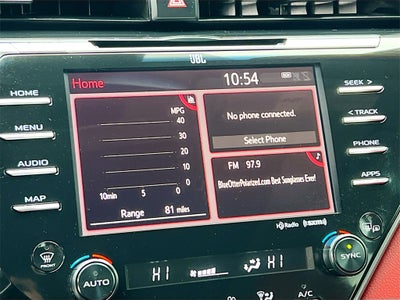 JBL
Home
10:54
HOME
MENU
AUDIO
MAP
SEEK >
< TRACK
PHONE
APPS
MPG
40
30
20
10
0
10min 5 0
Range 81 miles
No phone connected.
Select Phone
FM 97.9
BlueOtterPolarized.com Best Sunglasses Ever!
HD Radio
((SiriusXM))
FRONT
AUTO
HI
HI
SYNC
OFF
A/C